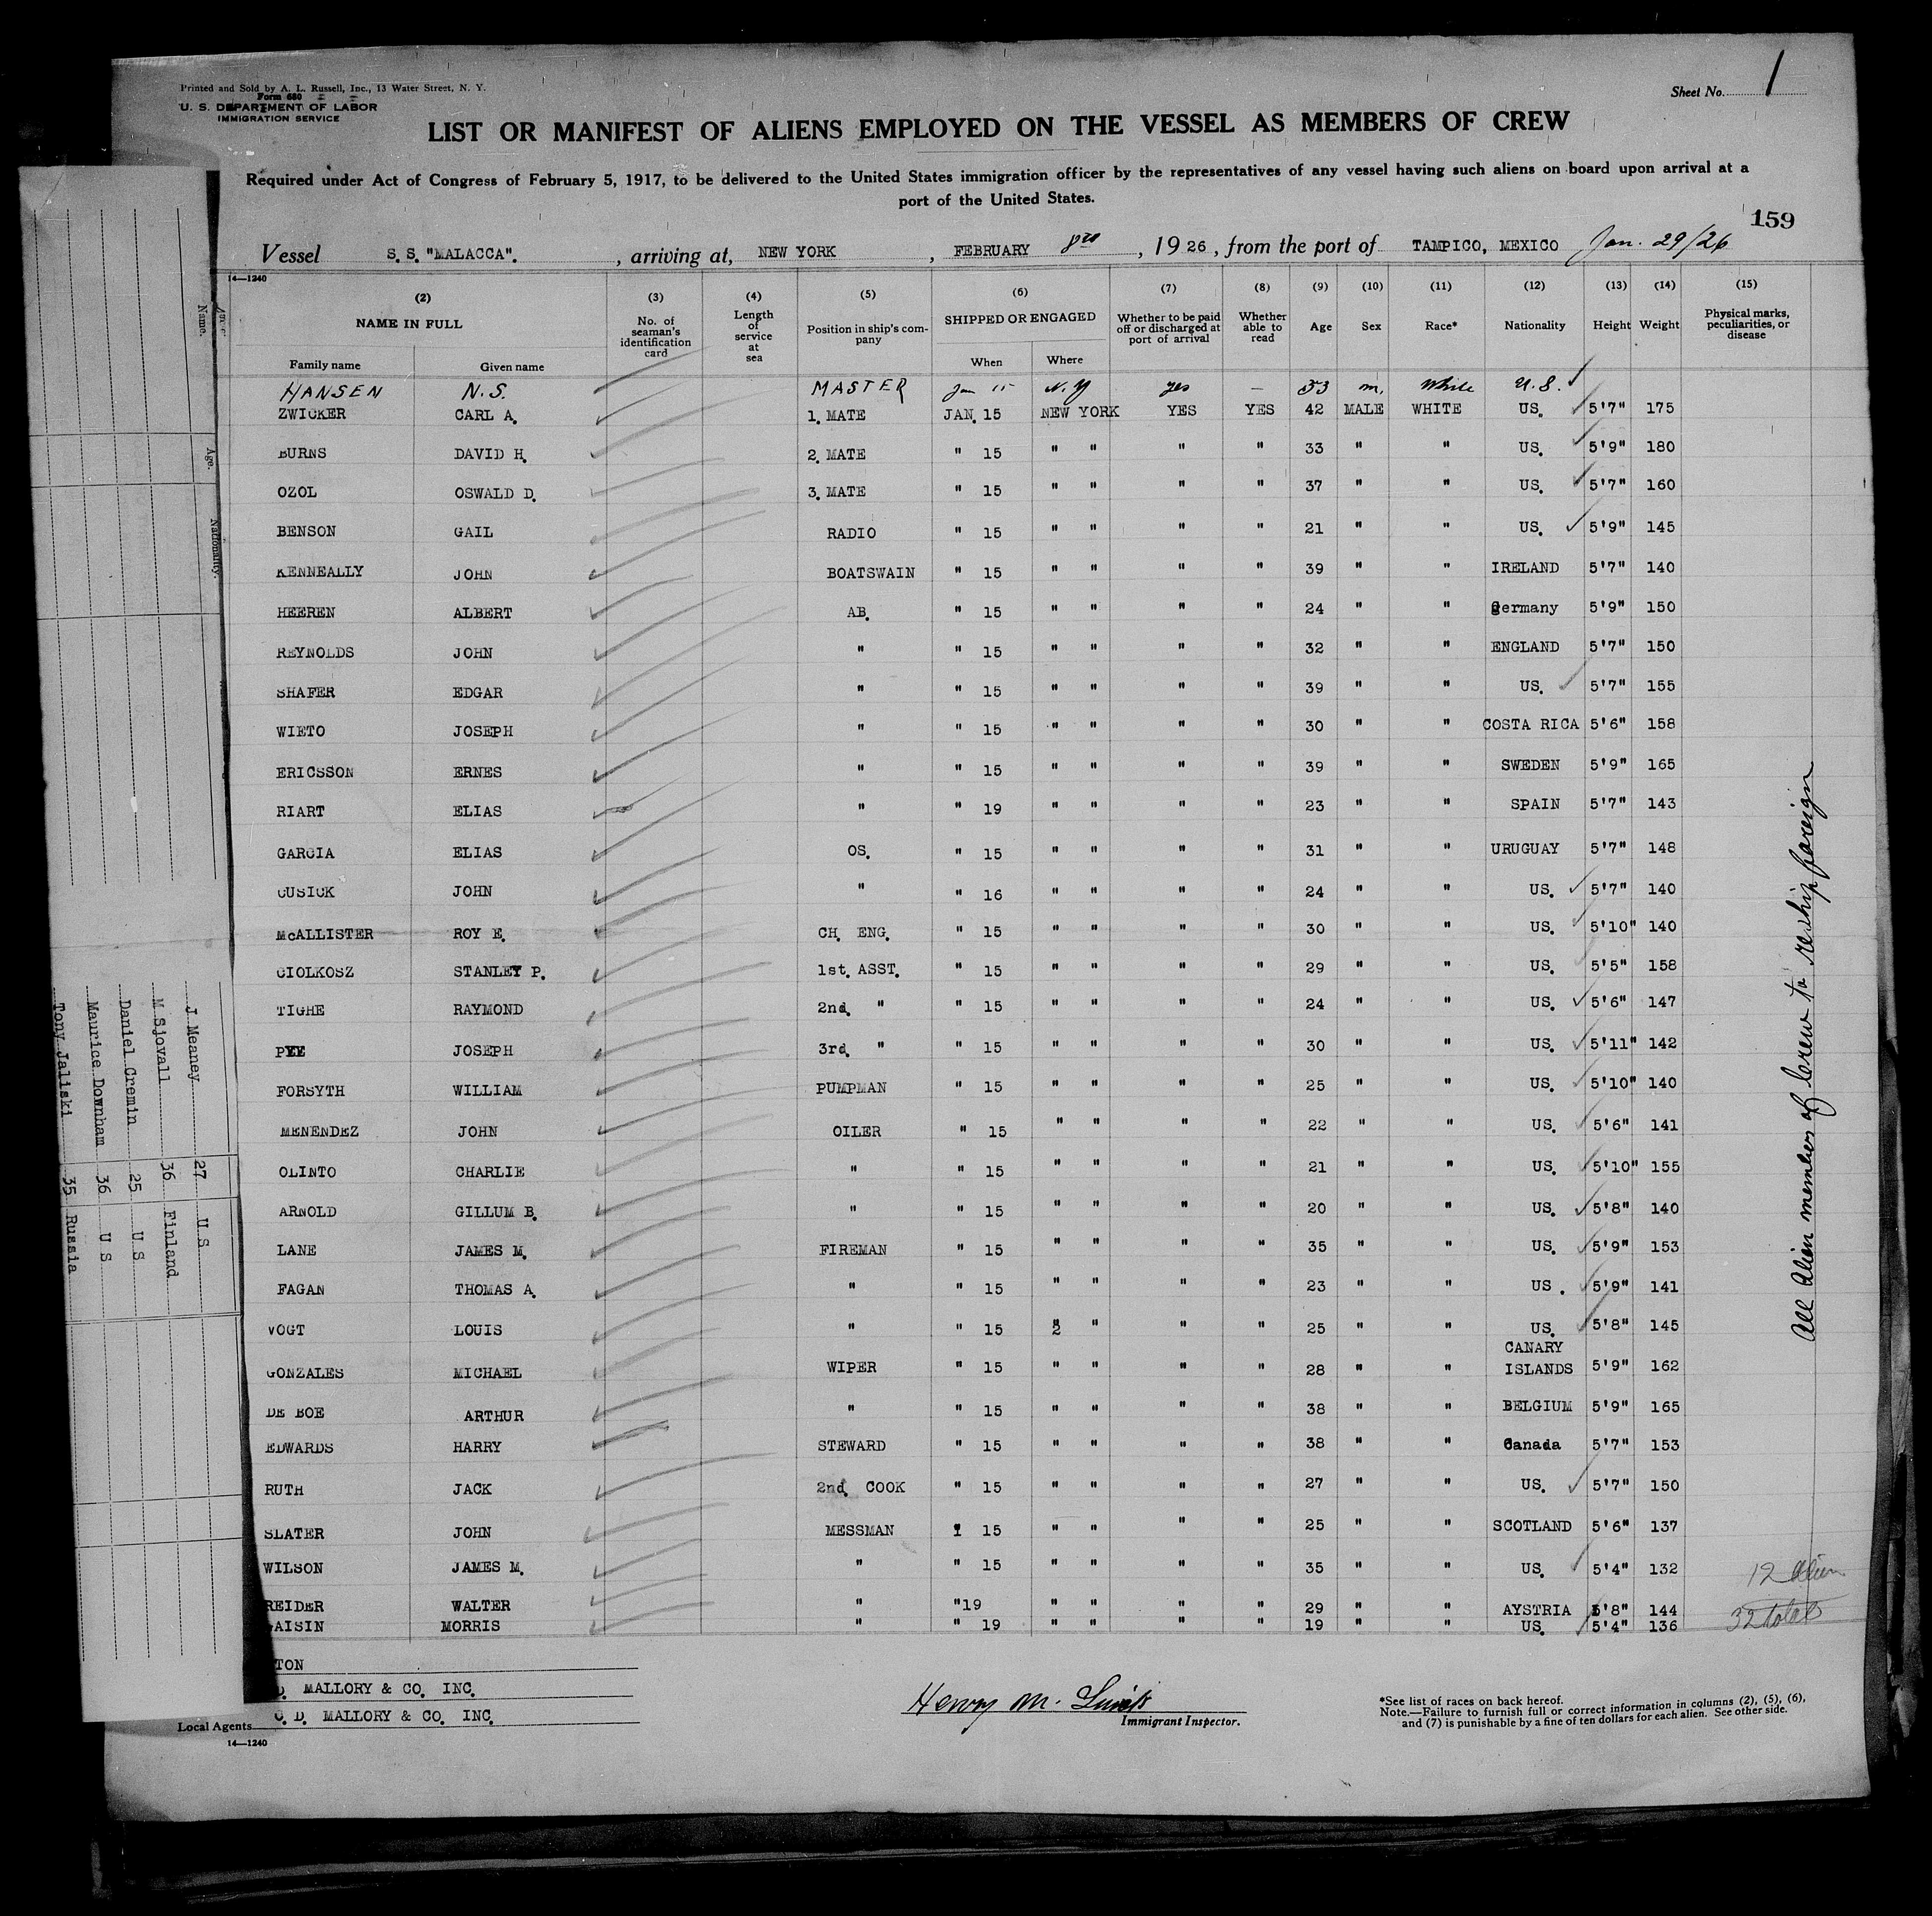 Printed and Sold by A. L. Russell, Inc., 13 Water Street, N. Y.
Form 680
U. S. DEPARTMENT OF LABOR
IMMIGRATION SERVICE
Sheet No. 1
LIST OR MANIFEST OF ALIENS EMPLOYED ON THE VESSEL AS MEMBERS OF CREW
Required under Act of Congress of February 5, 1917, to be delivered to the United States immigration officer by the representatives of any vessel having such aliens on board upon arrival at a
port of the United States.
159
Vessel S.S. "MALACCA". , arriving at, NEW YORK , FEBRUARY , 1926, from the port of TAMPICO, MEXICO Jan. 29/26
14—1240
(2) (3) (4) (5) (6) (7) (8) (9) (10) (11) (12) (13) (14) (15)
NAME IN FULL No. of seaman's identification card Length of service at sea Position in ship's company SHIPPED OR ENGAGED Whether to be paid off or discharged at port of arrival Whether able to read Age Sex Race* Nationality Height Weight Physical marks, peculiarities, or disease
Family name Given name When Where
HANSEN N.S. MASTER Jan 15 N.Y yes — 53 m, White U.S.
ZWICKER CARL A. 1. MATE JAN. 15 NEW YORK YES YES 42 MALE WHITE US. 5'7" 175
BURNS DAVID H. 2. MATE " 15 " " " " 33 " " US. 5'9" 180
OZOL OSWALD D. 3. MATE " 15 " " " " 37 " " US. 5'7" 160
BENSON GAIL RADIO " 15 " " " " 21 " " US. 5'9" 145
KENNEALLY JOHN BOATSWAIN " 15 " " " " 39 " " IRELAND 5'7" 140
HEEREN ALBERT AB. " 15 " " " " 24 " " Germany 5'9" 150
REYNOLDS JOHN " " 15 " " " " 32 " " ENGLAND 5'7" 150
SHAFER EDGAR " " 15 " " " " 39 " " US. 5'7" 155
WIETO JOSEPH " " 15 " " " " 30 " " COSTA RICA 5'6" 158
ERICSSON ERNES " " 15 " " " " 39 " " SWEDEN 5'9" 165
RIART ELIAS " " 19 " " " " 23 " " SPAIN 5'7" 143
GARCIA ELIAS OS. " 15 " " " " 31 " " URUGUAY 5'7" 148
CUSICK JOHN " " 16 " " " " 24 " " US. 5'7" 140
McALLISTER ROY E. CH. ENG. " 15 " " " " 30 " " US. 5'10" 140
CIOLKOSZ STANLEY P. 1st. ASST. " 15 " " " " 29 " " US. 5'5" 158
TIGHE RAYMOND 2nd. " " 15 " " " " 24 " " US. 5'6" 147
PYE JOSEPH 3rd. " " 15 " " " " 30 " " US. 5'11" 142
FORSYTH WILLIAM PUMPMAN " 15 " " " " 25 " " US. 5'10" 140
MENENDEZ JOHN OILER " 15 " " " " 22 " " US. 5'6" 141
OLINTO CHARLIE " " 15 " " " " 21 " " US. 5'10" 155
ARNOLD GILLUM B. " " 15 " " " " 20 " " US. 5'8" 140
LANE JAMES M. FIREMAN " 15 " " " " 35 " " US. 5'9" 153
FAGAN THOMAS A. " " 15 " " " " 23 " " US . 5'9" 141
VOGT LOUIS " " 15 " " " " 25 " " US. 5'8" 145
GONZALES MICHAEL WIPER " 15 " " " " 28 " " CANARY ISLANDS 5'9" 162
DE BOE ARTHUR " " 15 " " " " 38 " " BELGIUM 5'9" 165
EDWARDS HARRY STEWARD " 15 " " " " 38 " " Canada 5'7" 153
RUTH JACK 2nd. COOK " 15 " " " " 27 " " US. 5'7" 150
SLATER JOHN MESSMAN " 15 " " " " 25 " " SCOTLAND 5'6" 137
WILSON JAMES M. " " 15 " " " " 35 " " US. 5'4" 132
REIDER WALTER " "19 " " " " 29 " " AYSTRIA 5'8" 144
AISIN MORRIS " " 19 " " " " 19 " " US. 5'4" 136
12 alien
32 total
All Alien members of Crew to reship foreign
TON
D. MALLORY & CO. INC.
Local Agents C. D. MALLORY & CO. INC.
14—1240
Henry M.
Immigrant Inspector.
*See list of races on back hereof.
Note.—Failure to furnish full or correct information in columns (2), (5), (6),
and (7) is punishable by a fine of ten dollars for each alien. See other side.
Name. Age. Nationality.
J Meaney 27 U.S
M Sjovall 36 Finland
Daniel Cremin 25 U.S
Maurice Downham 36 U S
Tony Jaliski 35 Russia